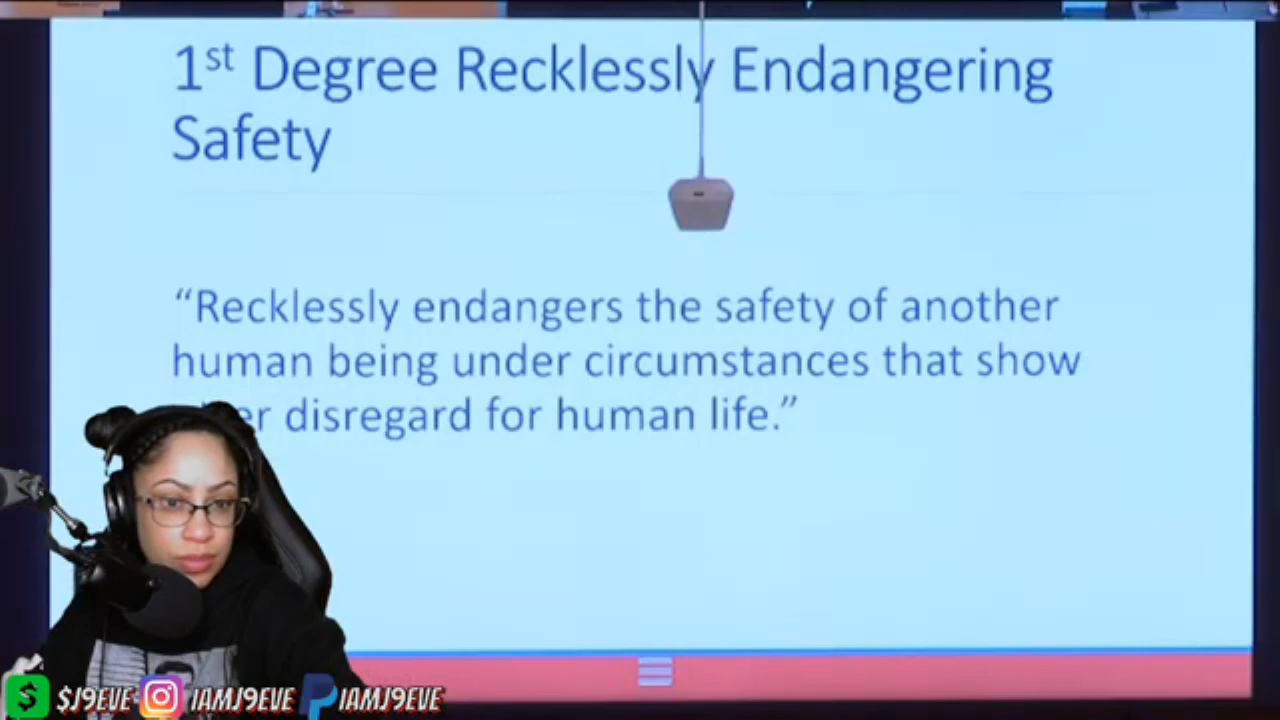 1st Degree Recklessly Endangering
Safety
“Recklessly endangers the safety of another
human being under circumstances that show
disregard for human life.”
$J9EVE
IAMJ9EVE
IAMJ9EVE